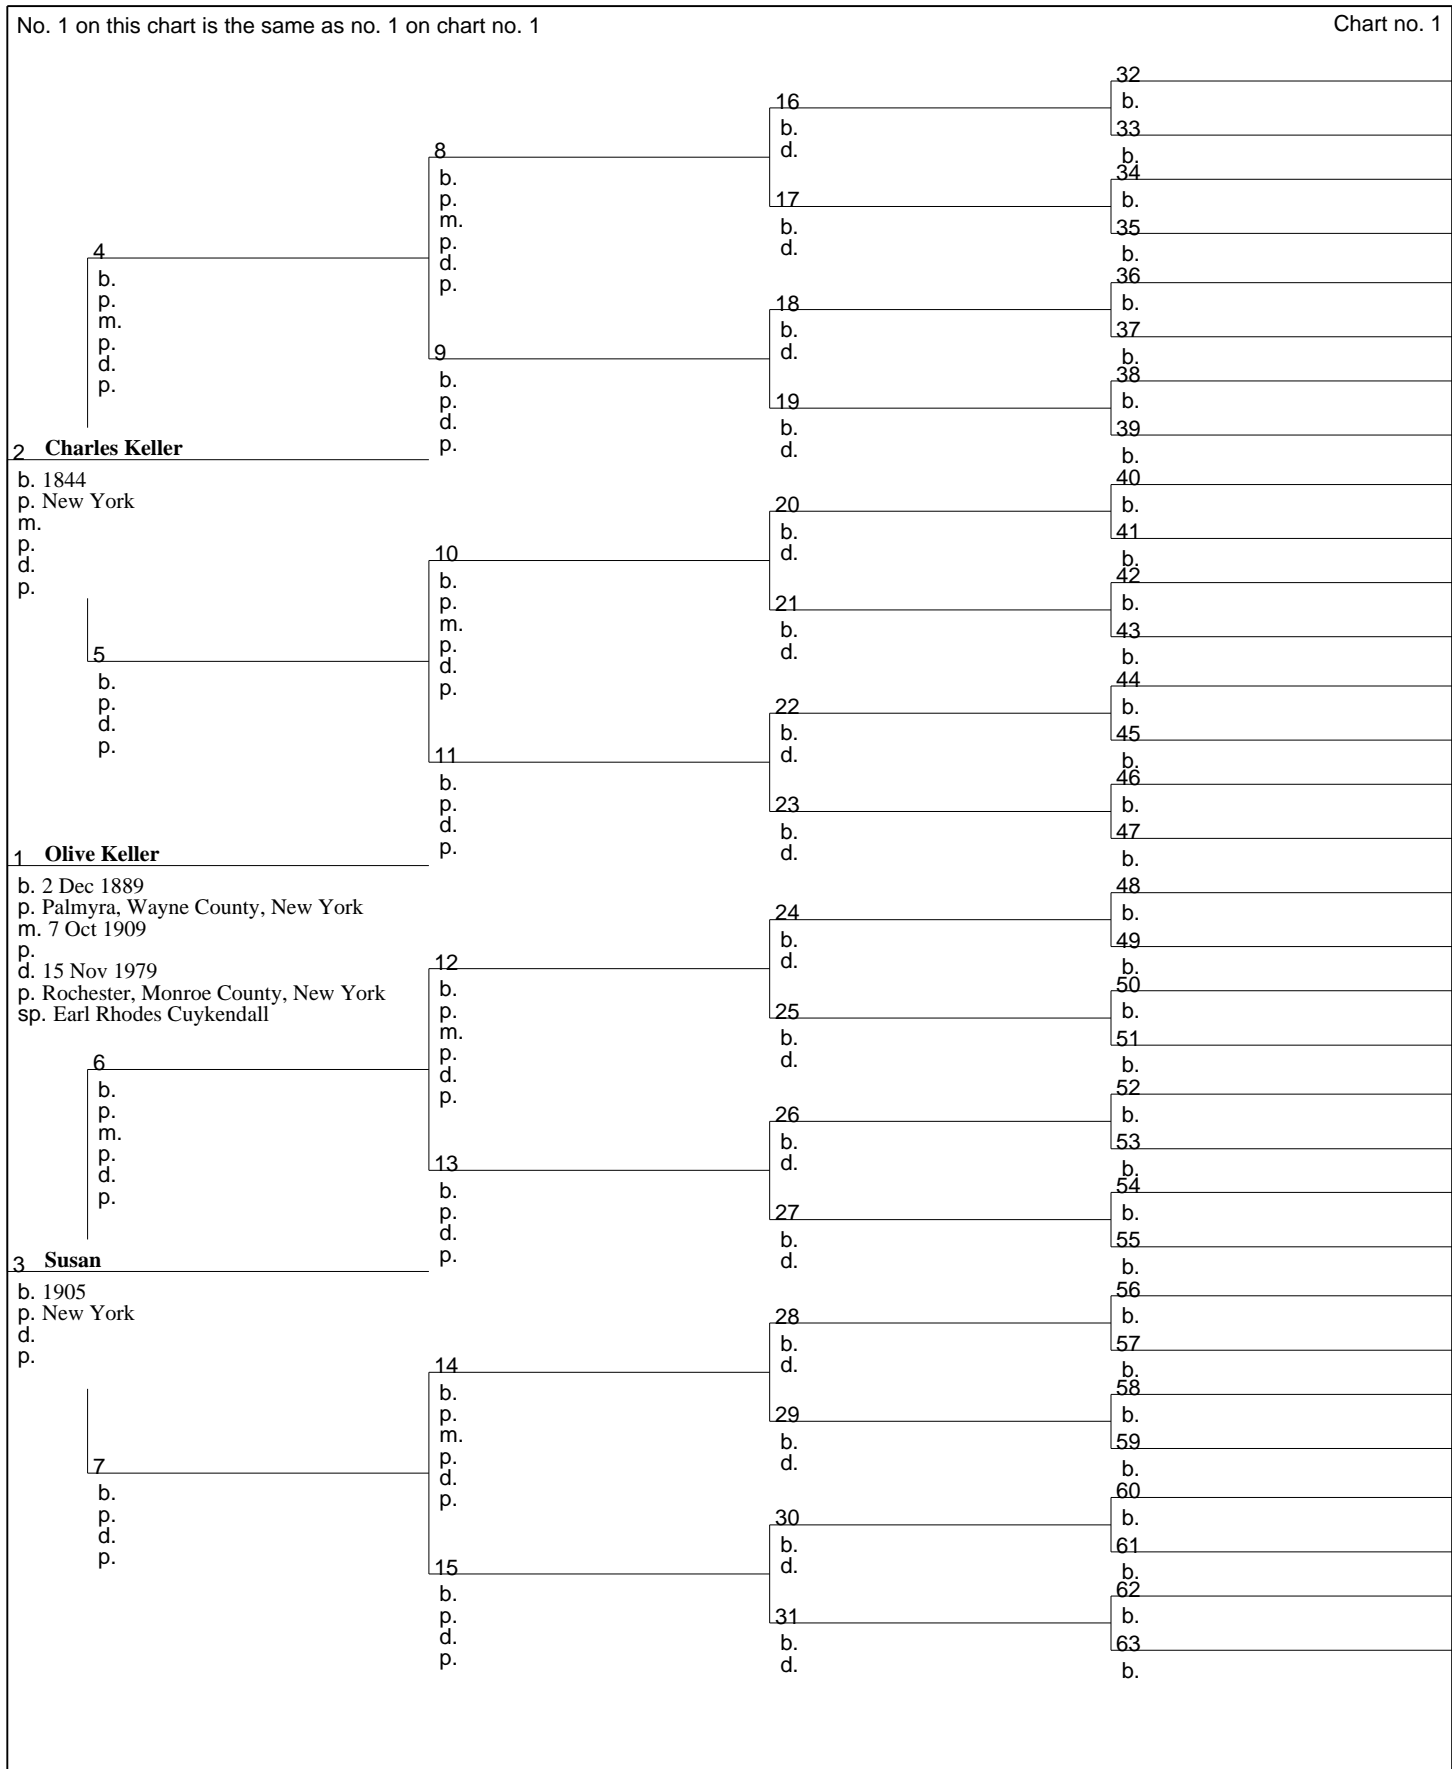 No. 1 on this chart is the same as no. 1 on chart no. 1
Chart no. 1
4
b.
p.
m.
p.
d.
p.
2 Charles Keller
b. 1844
p. New York
m.
p.
d.
p.
5
b.
p.
d.
p.
1 Olive Keller
b. 2 Dec 1889
p. Palmyra, Wayne County, New York
m. 7 Oct 1909
p.
d. 15 Nov 1979
p. Rochester, Monroe County, New York
sp. Earl Rhodes Cuykendall
6
b.
p.
m.
p.
d.
p.
3 Susan
b. 1905
p. New York
d.
p.
7
b.
p.
d.
p.
8
b.
p.
m.
p.
d.
p.
9
b.
p.
d.
p.
10
b.
p.
m.
p.
d.
p.
11
b.
p.
d.
p.
12
b.
p.
m.
p.
d.
p.
13
b.
p.
d.
p.
14
b.
p.
m.
p.
d.
p.
15
b.
p.
d.
p.
16
b.
d.
17
b.
d.
18
b.
d.
19
b.
d.
20
b.
d.
21
b.
d.
22
b.
d.
23
b.
d.
24
b.
d.
25
b.
d.
26
b.
d.
27
b.
d.
28
b.
d.
29
b.
d.
30
b.
d.
31
b.
d.
32
b.
33
b.
34
b.
35
b.
36
b.
37
b.
38
b.
39
b.
40
b.
41
b.
42
b.
43
b.
44
b.
45
b.
46
b.
47
b.
48
b.
49
b.
50
b.
51
b.
52
b.
53
b.
54
b.
55
b.
56
b.
57
b.
58
b.
59
b.
60
b.
61
b.
62
b.
63
b.